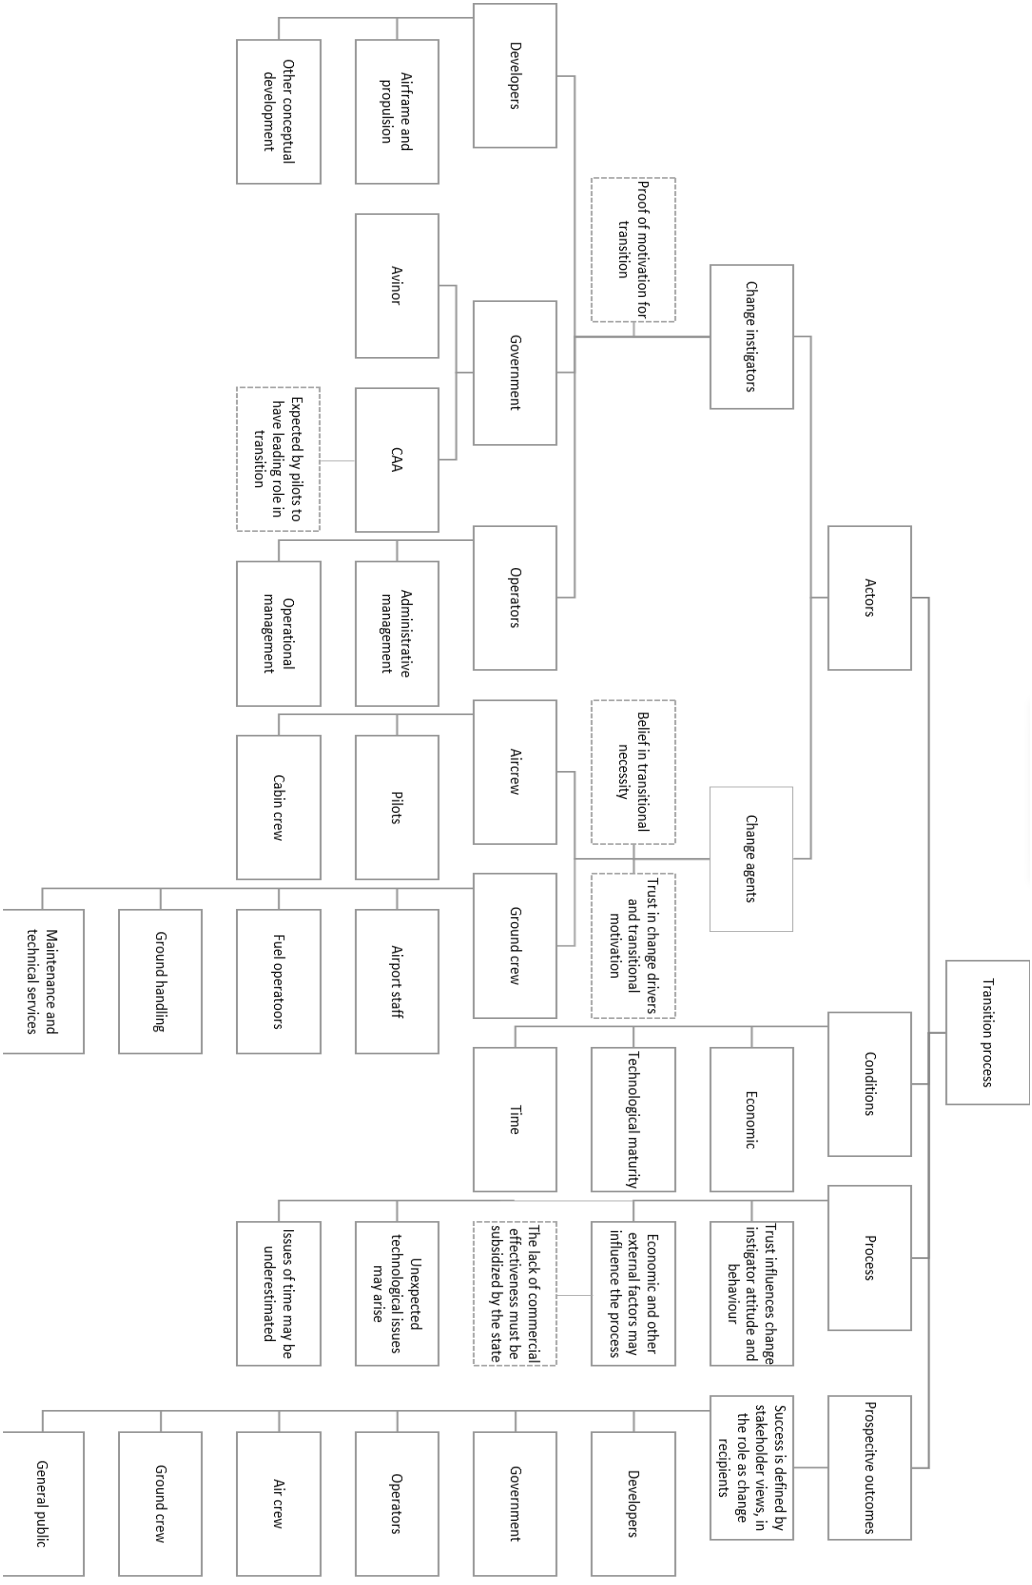 Transition process
Actors
Change instigators
Proof of motivation for
transition
Developers
Airframe and
propulsion
Other conceptual
development
Government
Avinor
CAA
Expected by pilots to
have leading role in
transition
Operators
Administrative
management
Operational
management
Change agents
Belief in transitional
necessity
Trust in change drivers
and transitional
motivation
Aircrew
Pilots
Cabin crew
Ground crew
Airport staff
Fuel operatoors
Ground handling
Maintenance and
technical services
Conditions
Economic
Technological maturity
Time
Process
Trust influences change
instigator attitude and
behaviour
Economic and other
external factors may
influence the process
The lack of commercial
effectiveness must be
subsidized by the state
Unexpected
technological issues
may arise
Issues of time may be
underestimated
Prospecitve outcomes
Success is defined by
stakeholder views, in
the role as change
recipients
Developers
Government
Operators
Air crew
Ground crew
General public